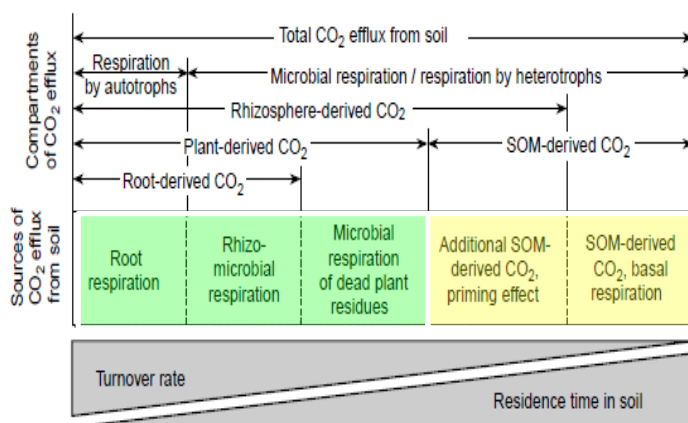 Total CO₂ efflux from soil
Respiration
by autotrophs
Microbial respiration / respiration by heterotrophs
Rhizosphere-derived CO₂
Plant-derived CO₂
SOM-derived CO₂
Root-derived CO₂
Compartments
of CO₂ efflux
Sources of
CO₂ efflux
from soil
Root
respiration
Rhizo-
microbial
respiration
Microbial
respiration
of dead plant
residues
Additional SOM-
derived CO₂,
priming effect
SOM-derived
CO₂, basal
respiration
Turnover rate
Residence time in soil